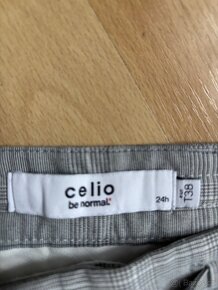 celio
be normal.
24h
T38